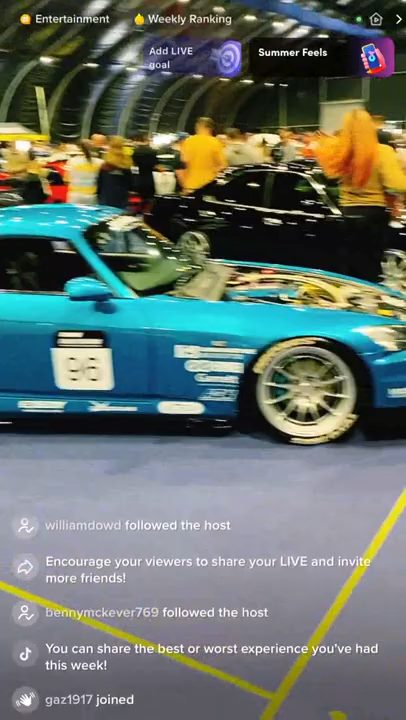 Entertainment
Weekly Ranking
Add LIVE
goal
Summer Feels
96
williamdowd followed the host
Encourage your viewers to share your LIVE and invite
more friends!
bennymckever769 followed the host
You can share the best or worst experience you've had
this week!
gaz1917 joined